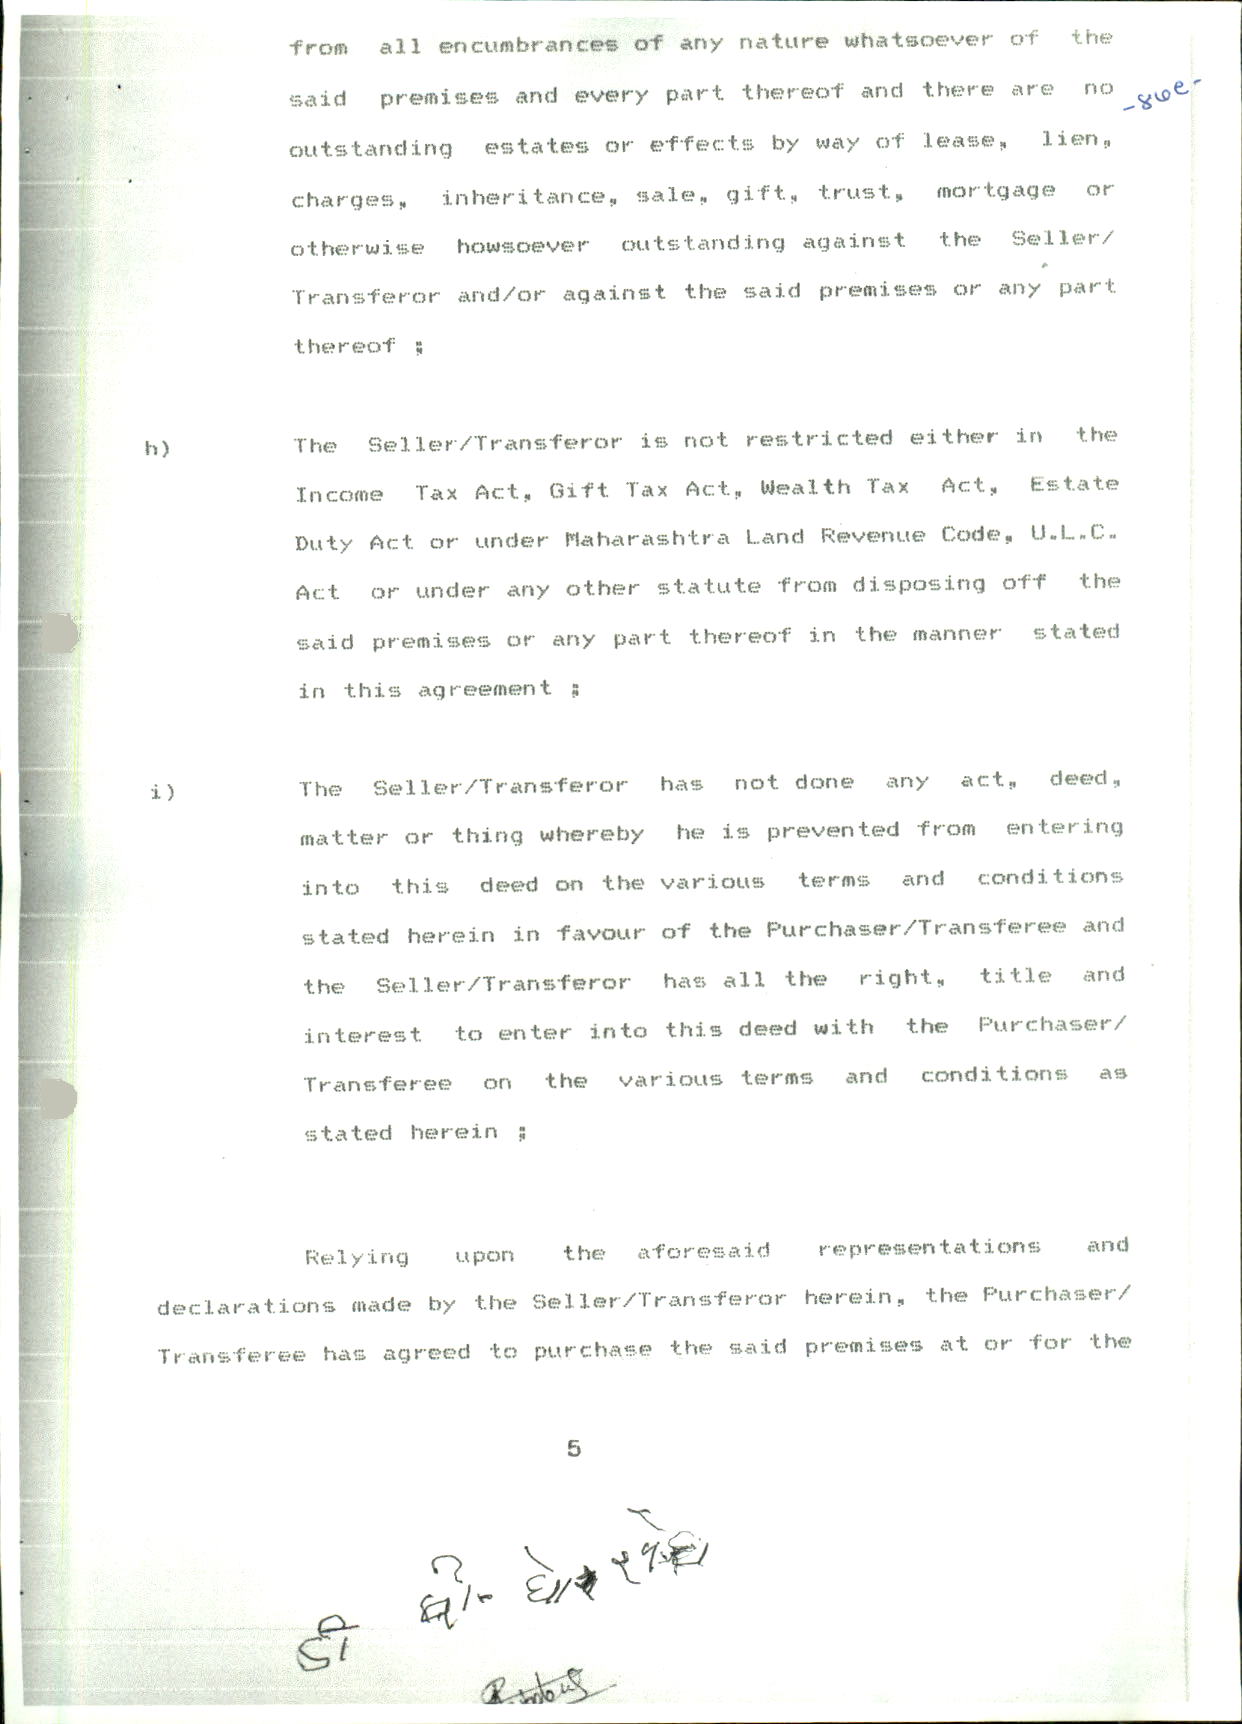 from all encumbrances of any nature whatsoever of the
said premises and every part thereof and there are no
outstanding estates or effects by way of lease, lien,
charges, inheritance, sale, gift, trust, mortgage or
otherwise howsoever outstanding against the Seller/
Transferor and/or against the said premises or any part
thereof ;
h) The Seller/Transferor is not restricted either in the
Income Tax Act, Gift Tax Act, Wealth Tax Act, Estate
Duty Act or under Maharashtra Land Revenue Code, U.L.C.
Act or under any other statute from disposing off the
said premises or any part thereof in the manner stated
in this agreement ;
i) The Seller/Transferor has not done any act, deed,
matter or thing whereby he is prevented from entering
into this deed on the various terms and conditions
stated herein in favour of the Purchaser/Transferee and
the Seller/Transferor has all the right, title and
interest to enter into this deed with the Purchaser/
Transferee on the various terms and conditions as
stated herein ;
Relying upon the aforesaid representations and
declarations made by the Seller/Transferor herein, the Purchaser/
Transferee has agreed to purchase the said premises at or for the
5